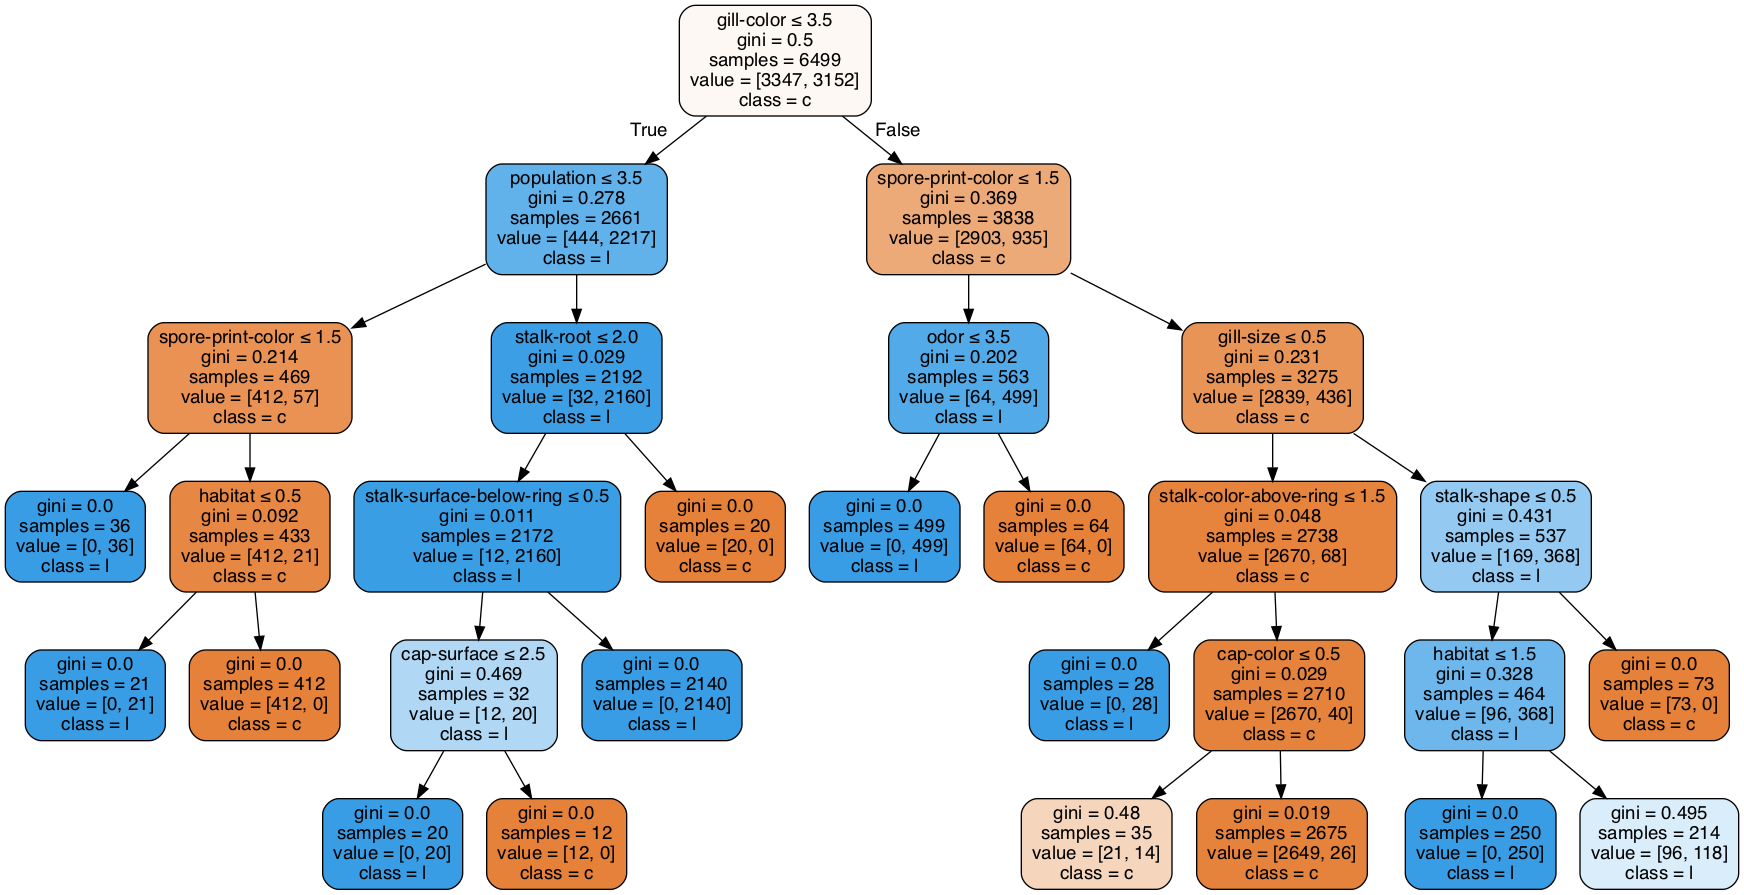 gill-color ≤ 3.5
gini = 0.5
samples = 6499
value = [3347, 3152]
class = c
True
False
population ≤ 3.5
gini = 0.278
samples = 2661
value = [444, 2217]
class = l
spore-print-color ≤ 1.5
gini = 0.369
samples = 3838
value = [2903, 935]
class = c
spore-print-color ≤ 1.5
gini = 0.214
samples = 469
value = [412, 57]
class = c
stalk-root ≤ 2.0
gini = 0.029
samples = 2192
value = [32, 2160]
class = l
odor ≤ 3.5
gini = 0.202
samples = 563
value = [64, 499]
class = l
gill-size ≤ 0.5
gini = 0.231
samples = 3275
value = [2839, 436]
class = c
gini = 0.0
samples = 36
value = [0, 36]
class = l
habitat ≤ 0.5
gini = 0.092
samples = 433
value = [412, 21]
class = c
stalk-surface-below-ring ≤ 0.5
gini = 0.011
samples = 2172
value = [12, 2160]
class = l
gini = 0.0
samples = 20
value = [20, 0]
class = c
gini = 0.0
samples = 499
value = [0, 499]
class = l
gini = 0.0
samples = 64
value = [64, 0]
class = c
stalk-color-above-ring ≤ 1.5
gini = 0.048
samples = 2738
value = [2670, 68]
class = c
stalk-shape ≤ 0.5
gini = 0.431
samples = 537
value = [169, 368]
class = l
gini = 0.0
samples = 21
value = [0, 21]
class = l
gini = 0.0
samples = 412
value = [412, 0]
class = c
cap-surface ≤ 2.5
gini = 0.469
samples = 32
value = [12, 20]
class = l
gini = 0.0
samples = 2140
value = [0, 2140]
class = l
gini = 0.0
samples = 28
value = [0, 28]
class = l
cap-color ≤ 0.5
gini = 0.029
samples = 2710
value = [2670, 40]
class = c
habitat ≤ 1.5
gini = 0.328
samples = 464
value = [96, 368]
class = l
gini = 0.0
samples = 73
value = [73, 0]
class = c
gini = 0.0
samples = 20
value = [0, 20]
class = l
gini = 0.0
samples = 12
value = [12, 0]
class = c
gini = 0.48
samples = 35
value = [21, 14]
class = c
gini = 0.019
samples = 2675
value = [2649, 26]
class = c
gini = 0.0
samples = 250
value = [0, 250]
class = l
gini = 0.495
samples = 214
value = [96, 118]
class = l